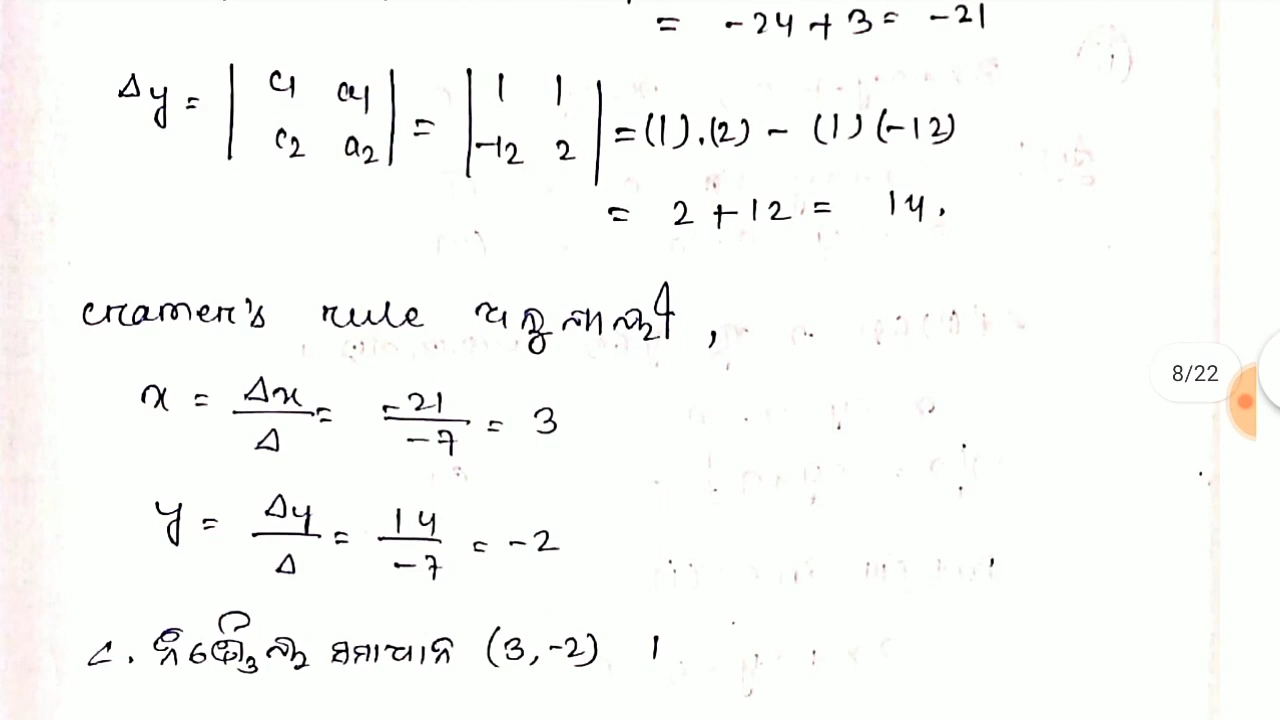 = -24 + 3 = -21
Δy = | c1 a1 | = | 1 1 | = (1).(2) - (1)(-12)
| c2 a2 | | -12 2 |
= 2 + 12 = 14.
cramer's rule ,
x = Δx/Δ = -21/-7 = 3
8/22
y = Δy/Δ = 14/-7 = -2
ସମାଧାନ (3, -2) ।